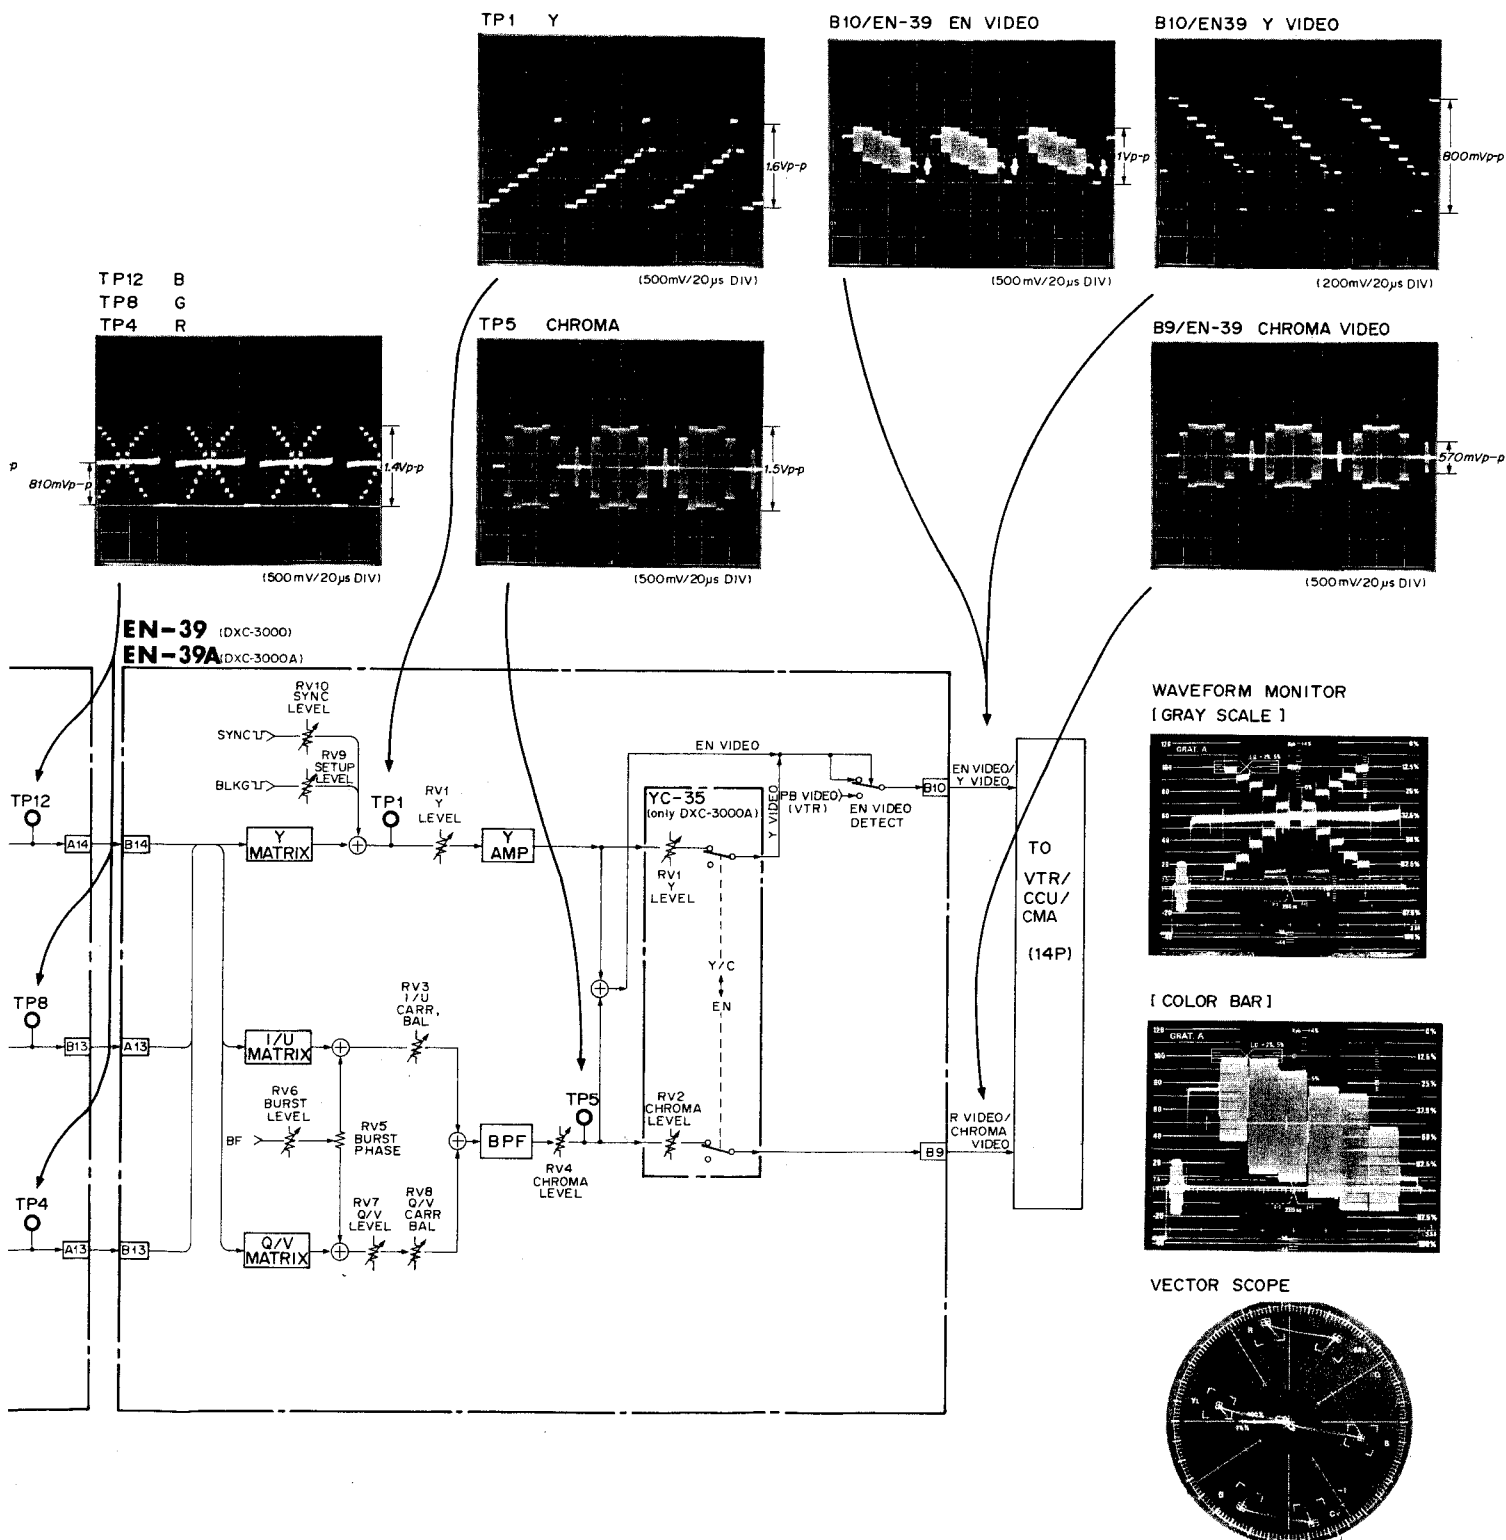 TP1 Y
1.6Vp-p
(500mV/20µs DIV)
B10/EN-39 EN VIDEO
1Vp-p
(500mV/20µs DIV)
B10/EN39 Y VIDEO
800mVp-p
(200mV/20µs DIV)
TP12 B
TP8 G
TP4 R
-p
810mVp-p
1.4Vp-p
(500mV/20µs DIV)
TP5 CHROMA
1.5Vp-p
(500mV/20µs DIV)
B9/EN-39 CHROMA VIDEO
570mVp-p
(500mV/20µs DIV)
EN-39 (DXC-3000)
EN-39A (DXC-3000A)
RV10
SYNC
LEVEL
SYNC
RV9
SETUP
LEVEL
BLKG
TP12
A14
B14
Y
MATRIX
TP1
RV1
Y
LEVEL
Y
AMP
EN VIDEO
YC-35
(only DXC-3000A)
RV1
Y
LEVEL
Y VIDEO
(PB VIDEO)
(VTR)
EN VIDEO
DETECT
B10
EN VIDEO/
Y VIDEO
TO
VTR/
CCU/
CMA
(14P)
Y/C
EN
TP8
B13
A13
I/U
MATRIX
RV3
I/U
CARR,
BAL
RV6
BURST
LEVEL
BF
RV5
BURST
PHASE
BPF
TP5
RV4
CHROMA
LEVEL
RV2
CHROMA
LEVEL
B9
R VIDEO/
CHROMA
VIDEO
TP4
A13
B13
Q/V
MATRIX
RV7
Q/V
LEVEL
RV8
Q/V
CARR
BAL
WAVEFORM MONITOR
[GRAY SCALE]
GRAT. A
[COLOR BAR]
GRAT. A
VECTOR SCOPE